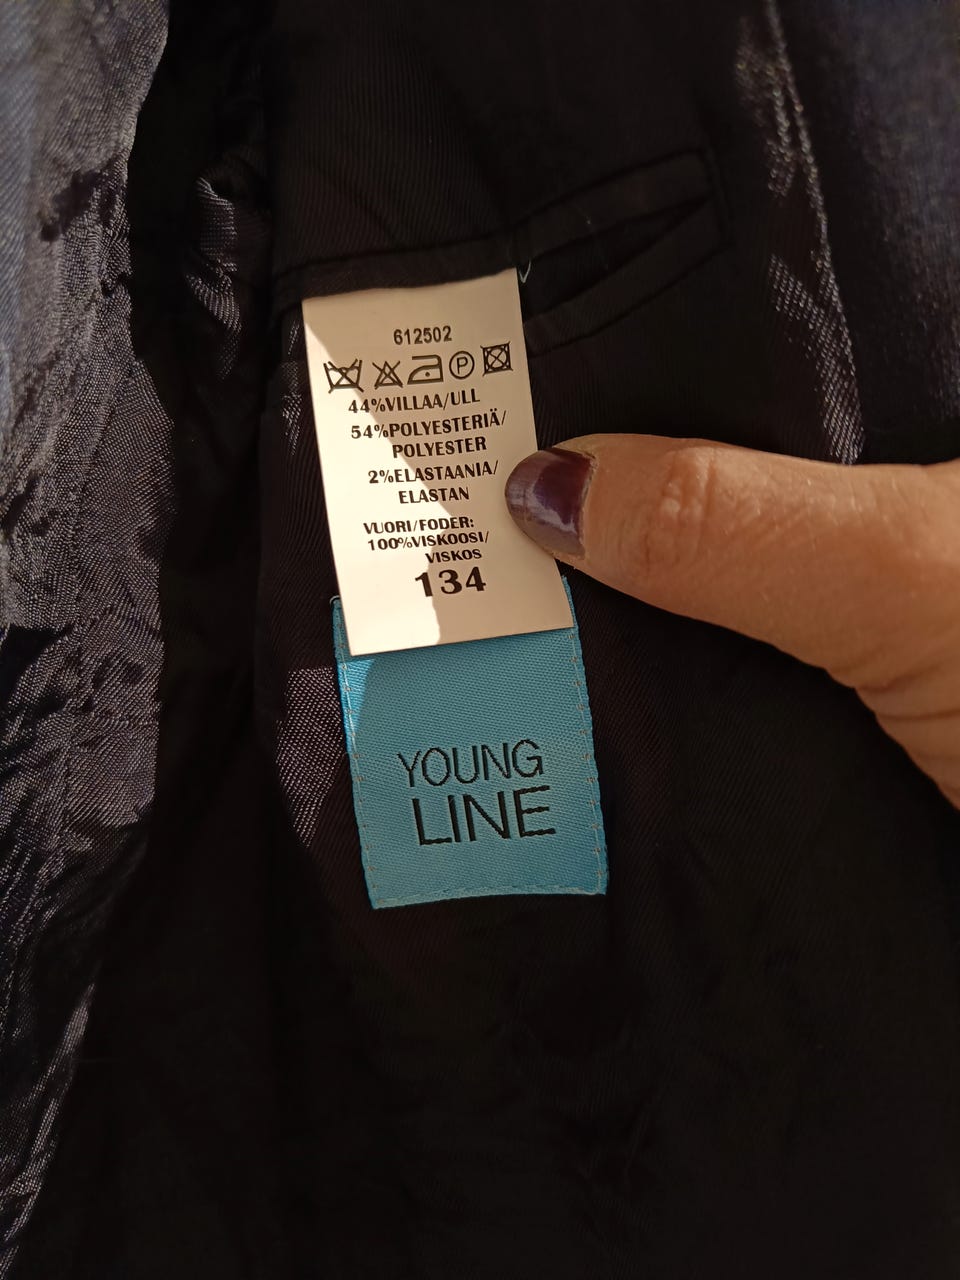 612502
P
44%VILLAA/ULL
54%POLYESTERIÄ/
POLYESTER
2%ELASTAANIA/
ELASTAN
VUORI/FODER:
100%VISKOOSI/
VISKOS
134
YOUNG
LINE